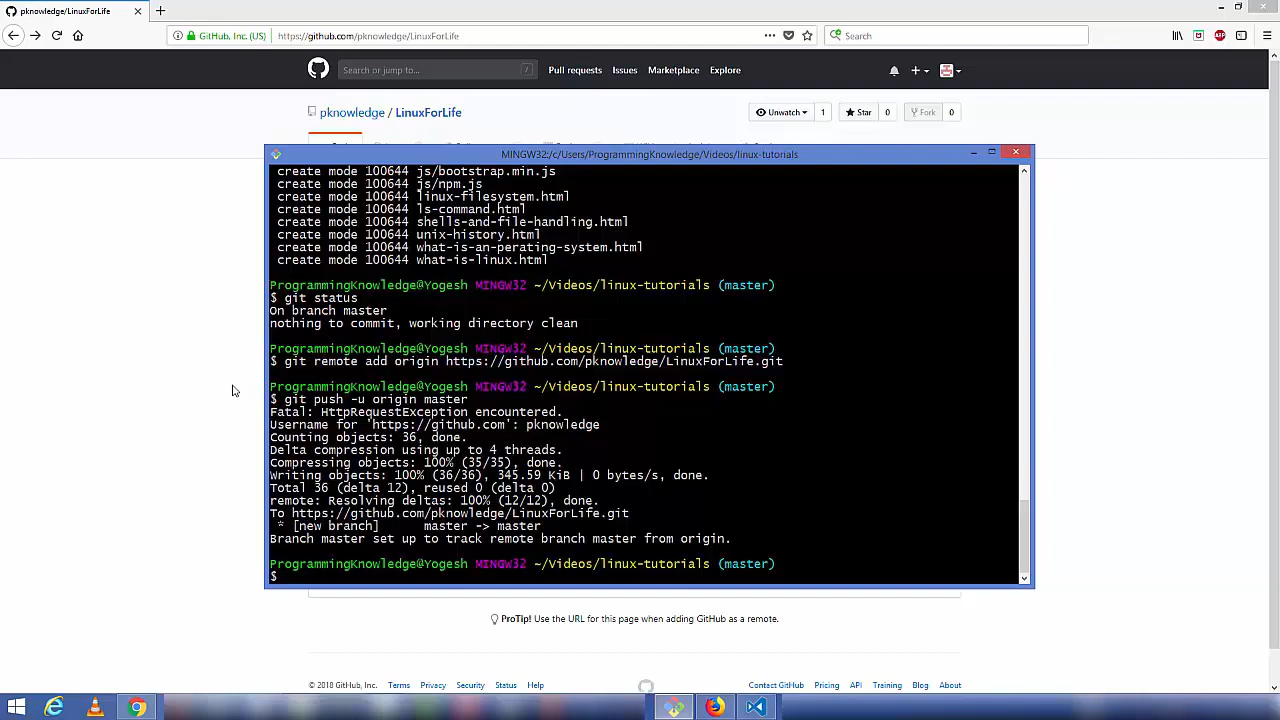 pknowledge/LinuxForLife
GitHub, Inc. (US)
https://github.com/pknowledge/LinuxForLife
Search
Search or jump to...
/
Pull requests
Issues
Marketplace
Explore
pknowledge / LinuxForLife
Unwatch 1
Star 0
Fork 0
MINGW32:/c/Users/ProgrammingKnowledge/Videos/linux-tutorials
create mode 100644 js/bootstrap.min.js
create mode 100644 js/npm.js
create mode 100644 linux-filesystem.html
create mode 100644 ls-command.html
create mode 100644 shells-and-file-handling.html
create mode 100644 unix-history.html
create mode 100644 what-is-an-perating-system.html
create mode 100644 what-is-linux.html
ProgrammingKnowledge@Yogesh MINGW32 ~/Videos/linux-tutorials (master)
$ git status
On branch master
nothing to commit, working directory clean
ProgrammingKnowledge@Yogesh MINGW32 ~/Videos/linux-tutorials (master)
$ git remote add origin https://github.com/pknowledge/LinuxForLife.git
ProgrammingKnowledge@Yogesh MINGW32 ~/Videos/linux-tutorials (master)
$ git push -u origin master
Fatal: HttpRequestException encountered.
Username for 'https://github.com': pknowledge
Counting objects: 36, done.
Delta compression using up to 4 threads.
Compressing objects: 100% (35/35), done.
Writing objects: 100% (36/36), 345.59 KiB | 0 bytes/s, done.
Total 36 (delta 12), reused 0 (delta 0)
remote: Resolving deltas: 100% (12/12), done.
To https://github.com/pknowledge/LinuxForLife.git
* [new branch] master -> master
Branch master set up to track remote branch master from origin.
ProgrammingKnowledge@Yogesh MINGW32 ~/Videos/linux-tutorials (master)
$
ProTip! Use the URL for this page when adding GitHub as a remote.
© 2018 GitHub, Inc. Terms Privacy Security Status Help
Contact GitHub Pricing API Training Blog About